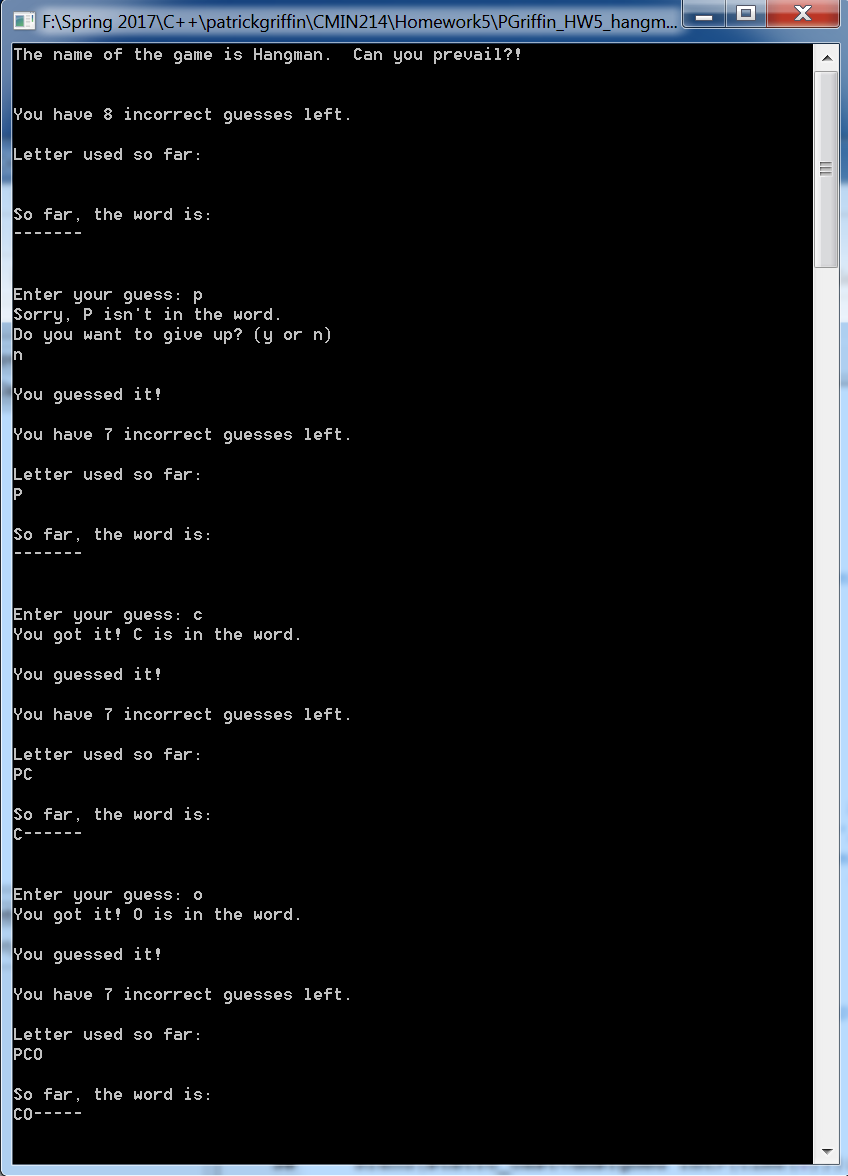 F:\Spring 2017\C++\patrickgriffin\CMIN214\Homework5\PGriffin_HW5_hangm...
The name of the game is Hangman.  Can you prevail?!
You have 8 incorrect guesses left.
Letter used so far:
So far, the word is:
-------
Enter your guess: p
Sorry, P isn't in the word.
Do you want to give up? (y or n)
n
You guessed it!
You have 7 incorrect guesses left.
Letter used so far:
P
So far, the word is:
-------
Enter your guess: c
You got it! C is in the word.
You guessed it!
You have 7 incorrect guesses left.
Letter used so far:
PC
So far, the word is:
C------
Enter your guess: o
You got it! O is in the word.
You guessed it!
You have 7 incorrect guesses left.
Letter used so far:
PCO
So far, the word is:
CO-----